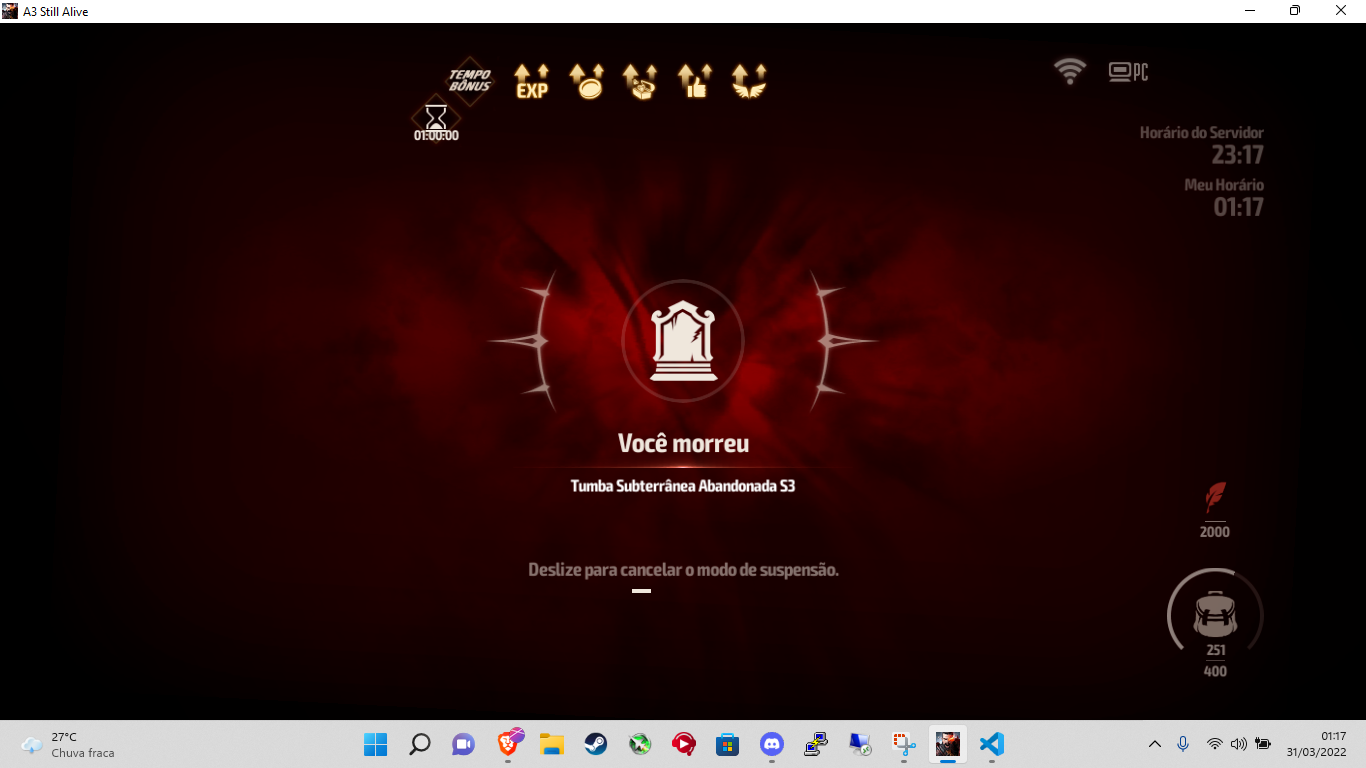 A3 Still Alive
TEMPO
BÔNUS
EXP
01:00:00
PC
Horário do Servidor
23:17
Meu Horário
01:17
Você morreu
Tumba Subterrânea Abandonada S3
2000
Deslize para cancelar o modo de suspensão.
251
400
27°C
Chuva fraca
01:17
31/03/2022